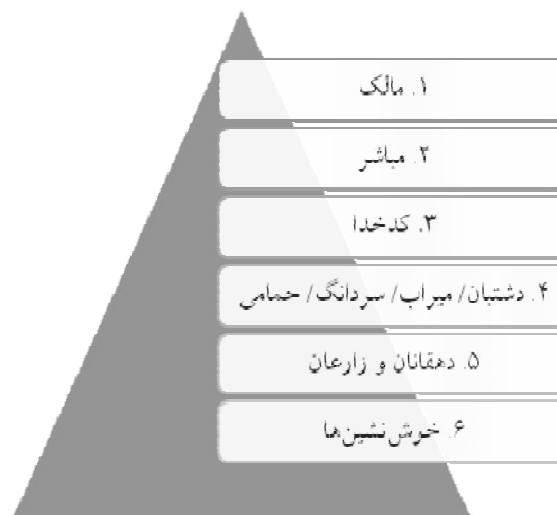 ۱. مالک
۲. مباشر
۳. کدخدا
۴. دشتبان/ میراب/ سردانگ/ حمامی
۵. دهقانان و زارعان
۶. خوش‌نشین‌ها